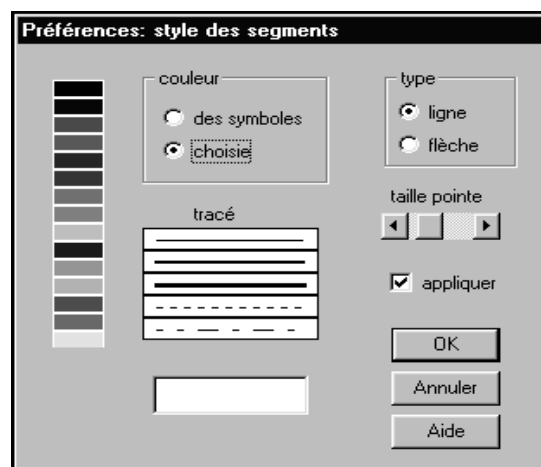 Préférences: style des segments
couleur
des symboles
choisie
type
ligne
flèche
tracé
taille pointe
appliquer
OK
Annuler
Aide